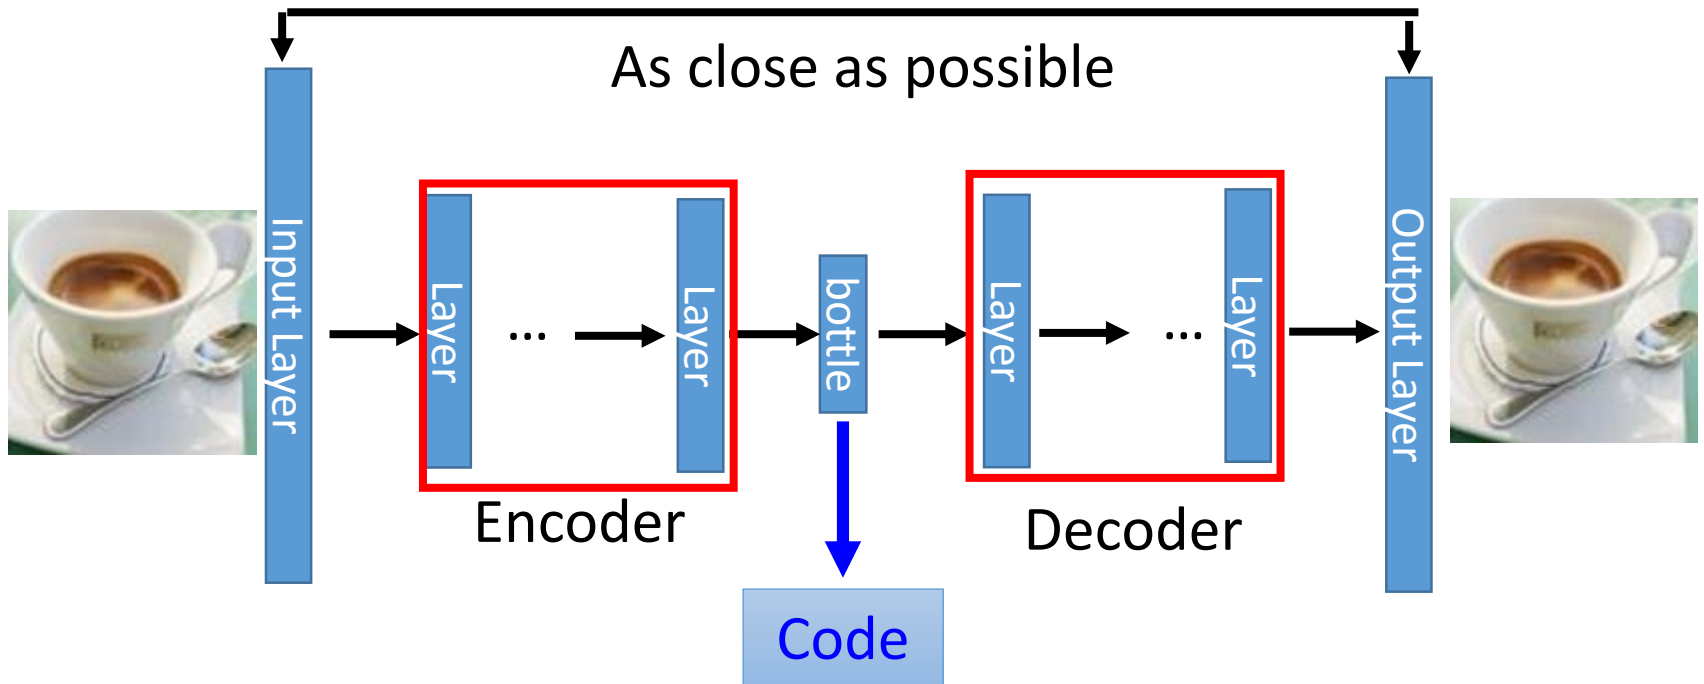 As close as possible
Input Layer
Layer
...
Layer
bottle
Layer
...
Layer
Output Layer
Encoder
Decoder
Code